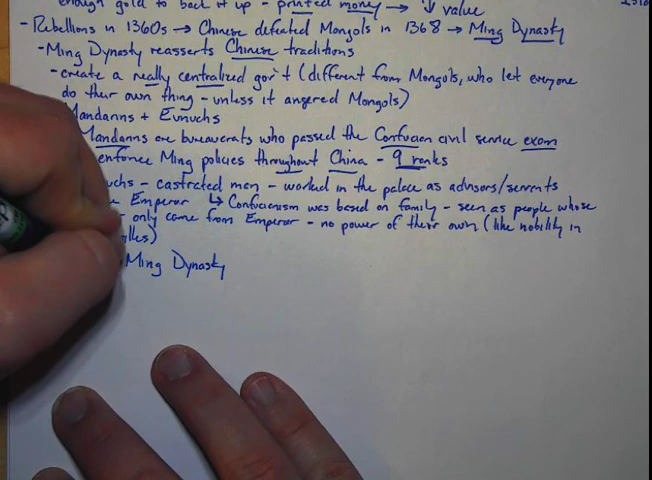 enough gold to back it up - printed money → ↓ value
- Rebellions in 1360s → Chinese defeated Mongols in 1368 → Ming Dynasty
- Ming Dynasty reasserts Chinese traditions
- create a really centralized gov't (different from Mongols, who let everyone
do their own thing - unless it angered Mongols)
Mandarins + Eunuchs
Mandarins are bureaucrats who passed the Confucian civil service exam
enforce Ming policies throughout China - 9 ranks
uchs - castrated men - worked in the palace as advisors/servants
Emperor ↳ Confucianism was based on family - seen as people whose
- only came from Emperor - no power of their own (like nobility in
illes)
Ming Dynasty